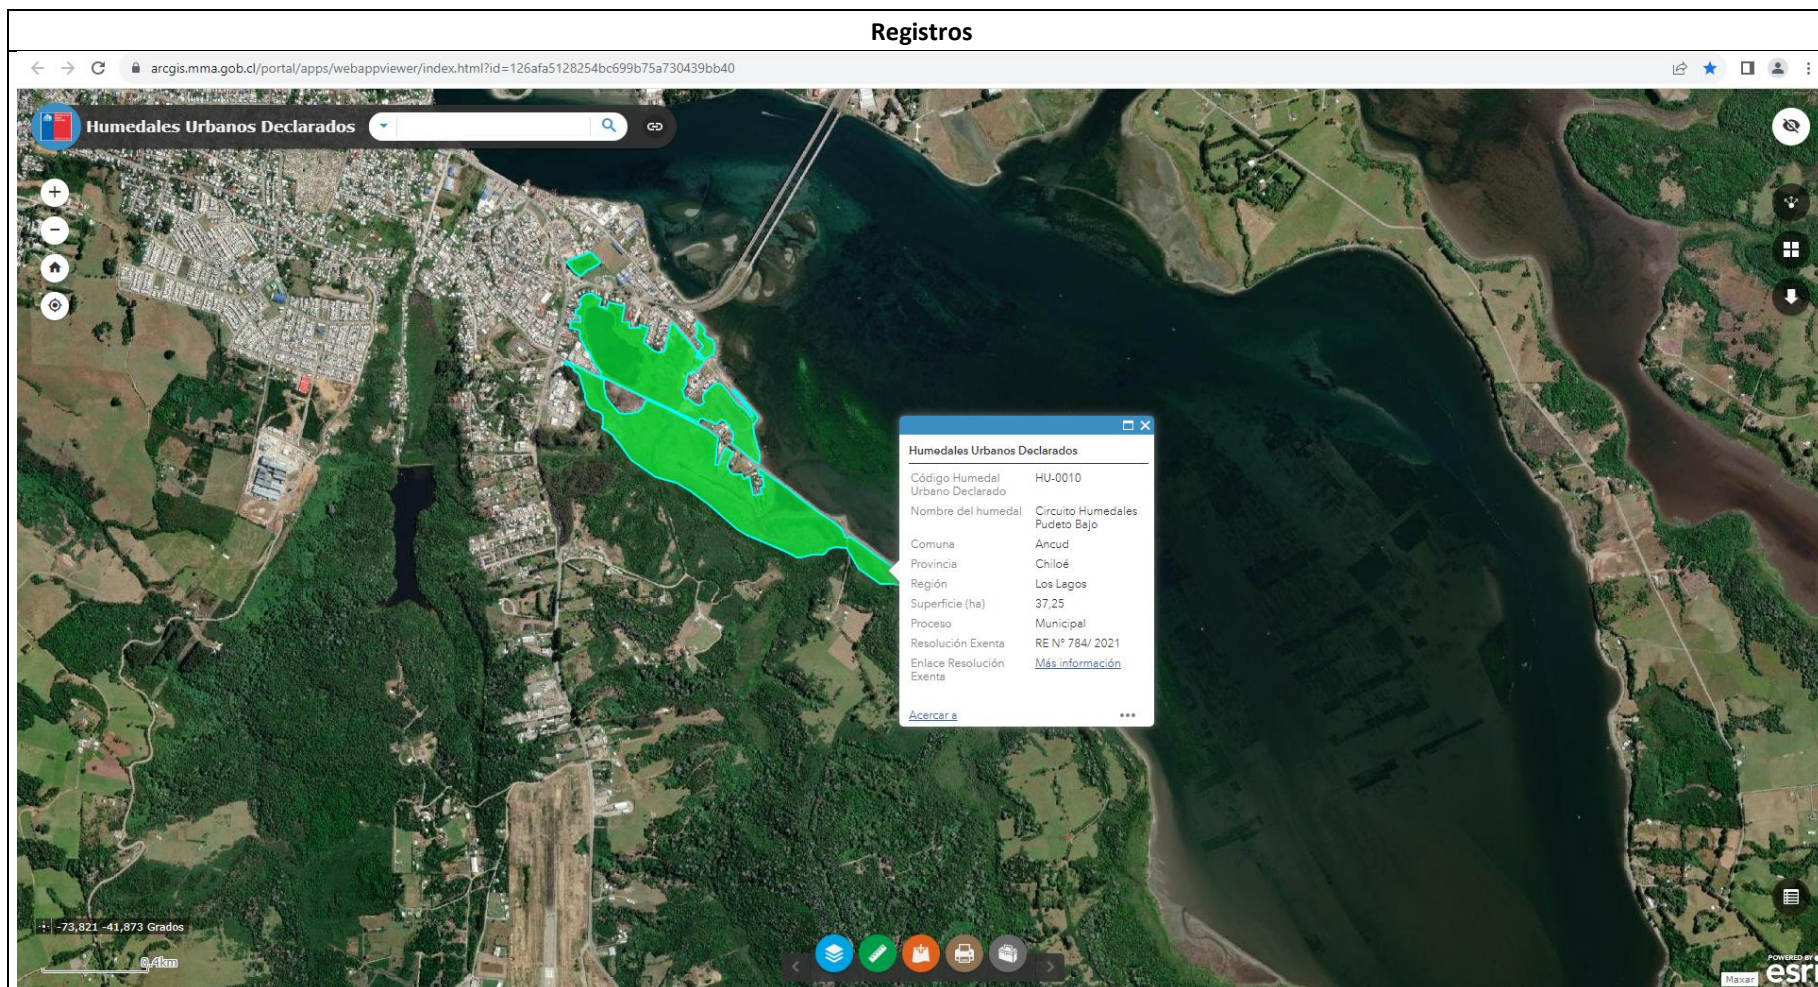 Registros
arcgis.mma.gob.cl/portal/apps/webappviewer/index.html?id=126afa5128254bc699b75a730439bb40
Humedales Urbanos Declarados
+
−
Humedales Urbanos Declarados
Código Humedal HU-0010
Urbano Declarado
Nombre del humedal Circuito Humedales
Pudeto Bajo
Comuna Ancud
Provincia Chiloé
Región Los Lagos
Superficie (ha) 37,25
Proceso Municipal
Resolución Exenta RE N° 784/ 2021
Enlace Resolución Más información
Exenta
Acercar a
-73,821 -41,873 Grados
0,4km
POWERED BY
esri
Maxar